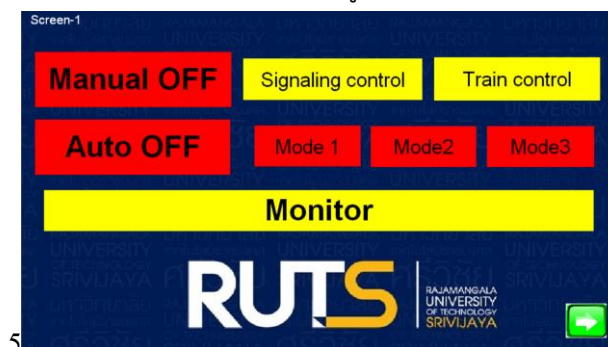 Screen-1
Manual OFF
Signaling control
Train control
Auto OFF
Mode 1
Mode2
Mode3
Monitor
RUTS
RAJAMANGALA
UNIVERSITY
OF TECHNOLOGY
SRIVIJAYA
5